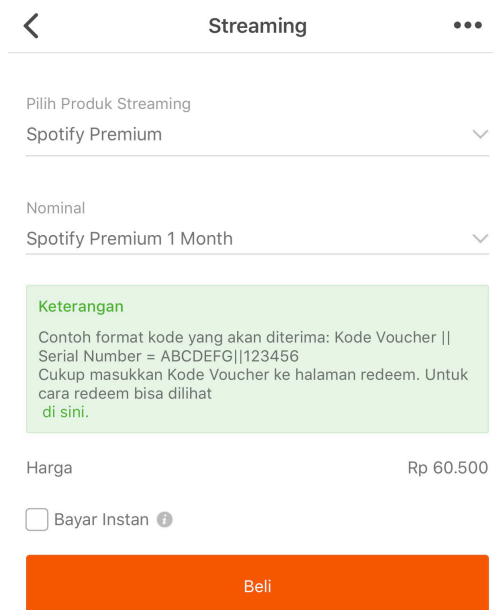 Streaming
Pilih Produk Streaming
Spotify Premium
Nominal
Spotify Premium 1 Month
Keterangan
Contoh format kode yang akan diterima: Kode Voucher ||
Serial Number = ABCDEFG||123456
Cukup masukkan Kode Voucher ke halaman redeem. Untuk
cara redeem bisa dilihat
di sini.
Harga Rp 60.500
Bayar Instan
Beli